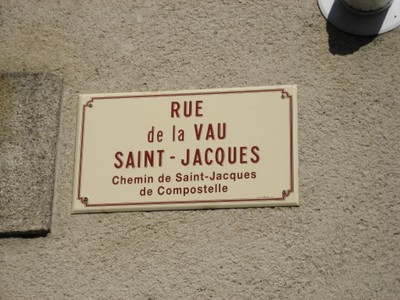 RUE
de la VAU
SAINT-JACQUES
Chemin de Saint-Jacques
de Compostelle